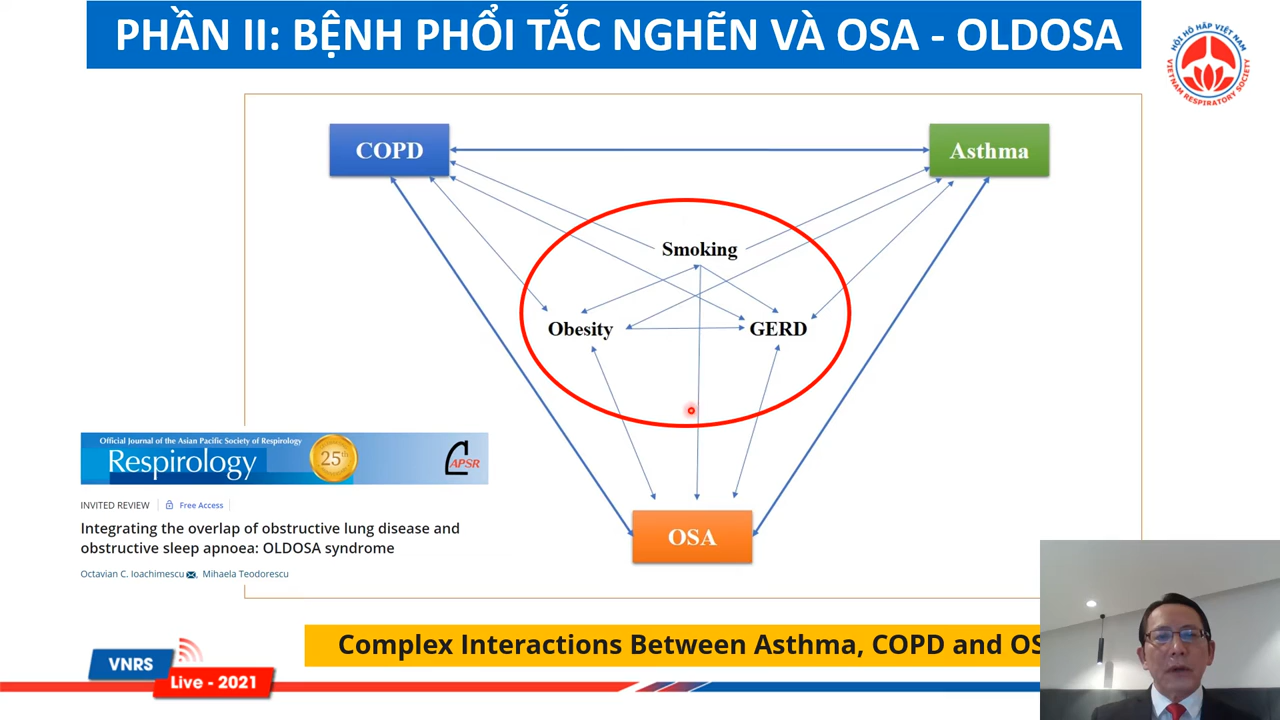 PHẦN II: BỆNH PHỔI TẮC NGHẼN VÀ OSA - OLDOSA
HỘI HÔ HẤP VIỆT NAM
VIETNAM RESPIRATORY SOCIETY
COPD
Asthma
Smoking
Obesity
GERD
OSA
Official Journal of the Asian Pacific Society of Respirology
Respirology
25th
APSR
INVITED REVIEW
Free Access
Integrating the overlap of obstructive lung disease and
obstructive sleep apnoea: OLDOSA syndrome
Octavian C. Ioachimescu, Mihaela Teodorescu
Complex Interactions Between Asthma, COPD and OS
VNRS
Live - 2021